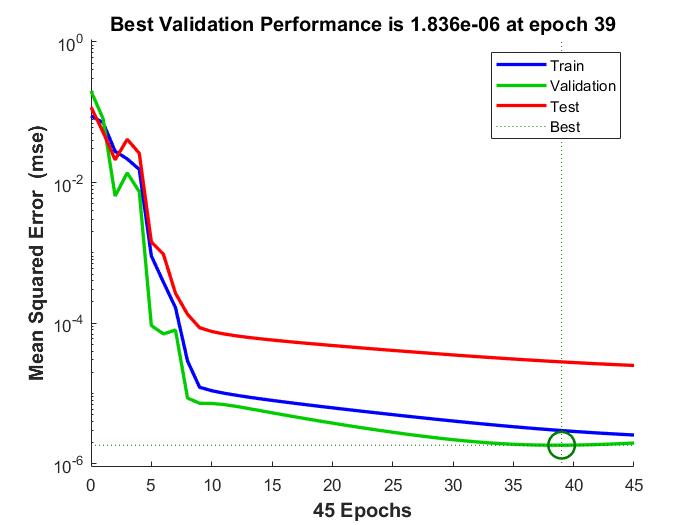 Best Validation Performance is 1.836e-06 at epoch 39
Mean Squared Error (mse)
10^0
10^-2
10^-4
10^-6
Train
Validation
Test
Best
0 5 10 15 20 25 30 35 40 45
45 Epochs